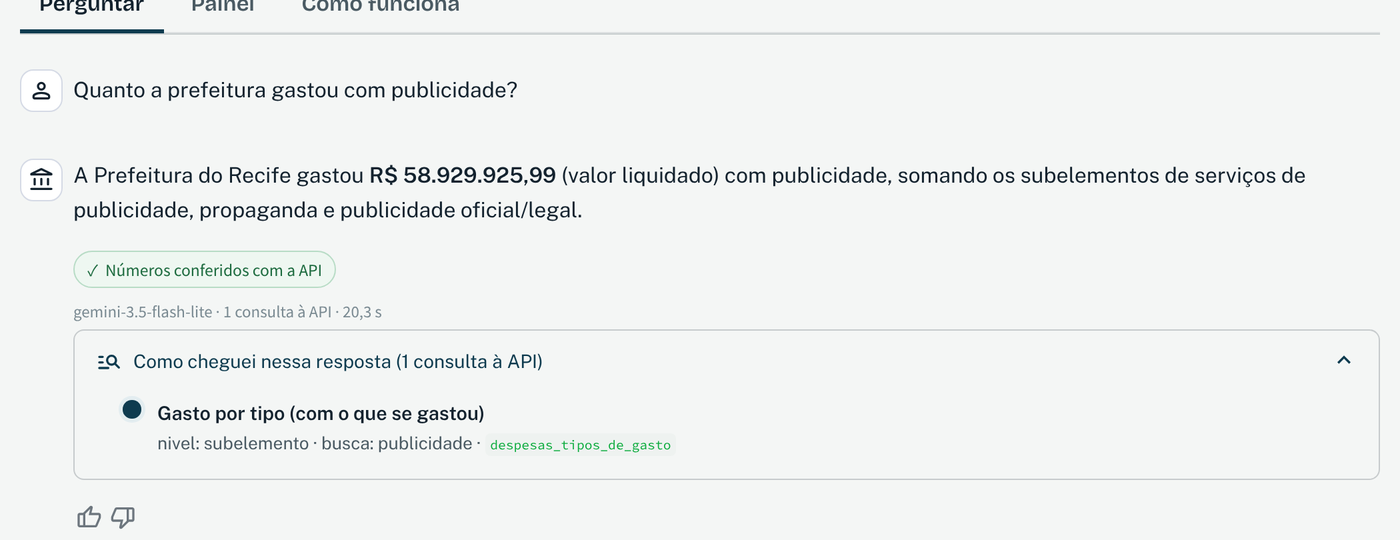 Perguntar Painel Como funciona
Quanto a prefeitura gastou com publicidade?
A Prefeitura do Recife gastou R$ 58.929.925,99 (valor liquidado) com publicidade, somando os subelementos de serviços de
publicidade, propaganda e publicidade oficial/legal.
✓ Números conferidos com a API
gemini-3.5-flash-lite · 1 consulta à API · 20,3 s
Como cheguei nessa resposta (1 consulta à API)
Gasto por tipo (com o que se gastou)
nivel: subelemento · busca: publicidade · despesas_tipos_de_gasto